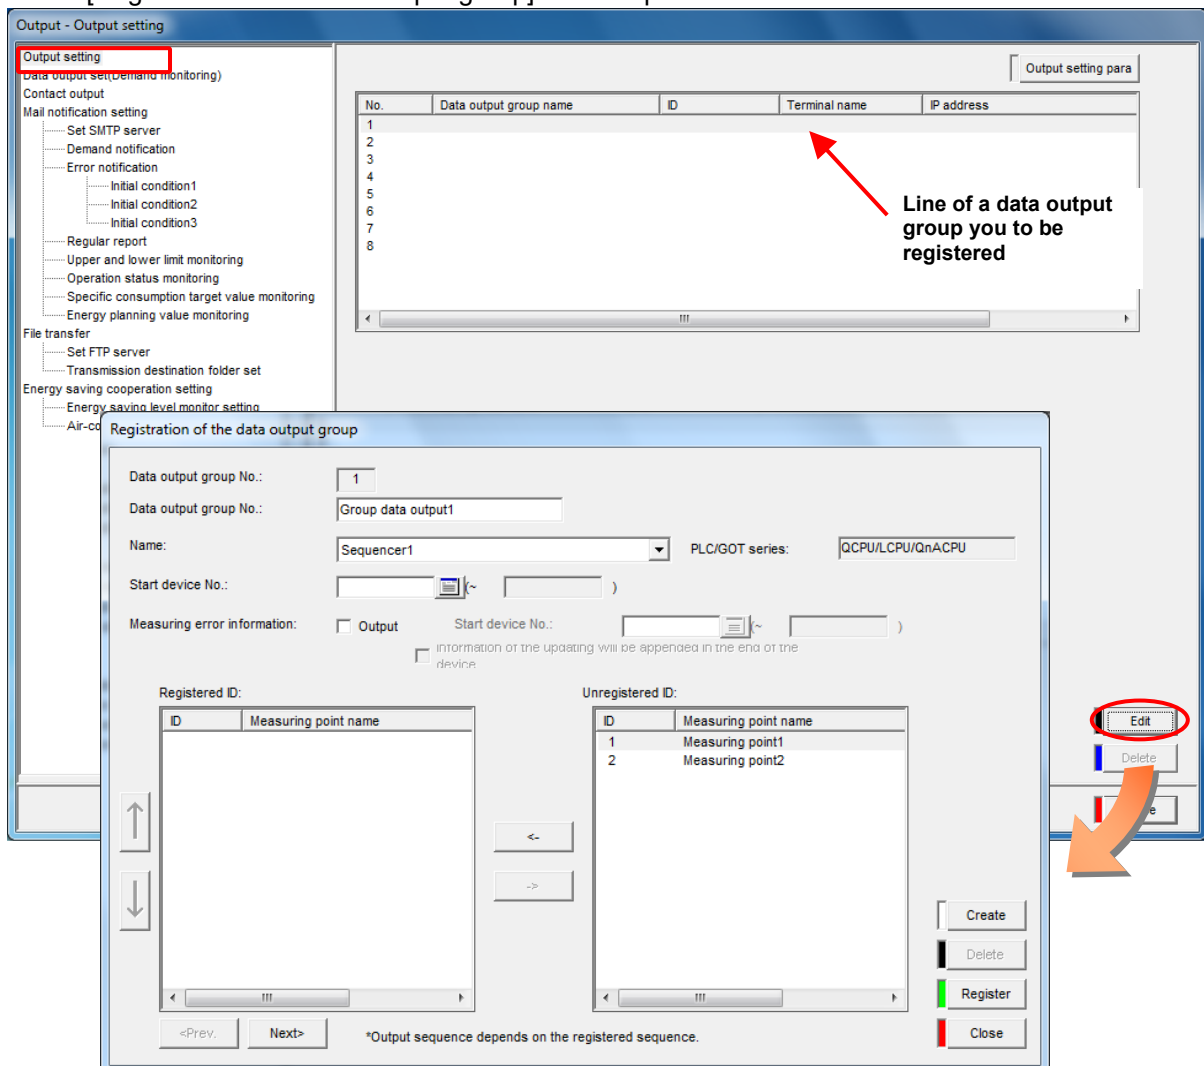 Output - Output setting
Output setting
Data output set(Demand monitoring)
Contact output
Mail notification setting
Set SMTP server
Demand notification
Error notification
Initial condition1
Initial condition2
Initial condition3
Regular report
Upper and lower limit monitoring
Operation status monitoring
Specific consumption target value monitoring
Energy planning value monitoring
File transfer
Set FTP server
Transmission destination folder set
Energy saving cooperation setting
Energy saving level monitor setting
Air-co
Output setting para
No. Data output group name ID Terminal name IP address
1
2
3
4
5
6
7
8
Line of a data output
group you to be
registered
Edit
Delete
Registration of the data output group
Data output group No.: 1
Data output group No.: Group data output1
Name: Sequencer1 PLC/GOT series: QCPU/LCPU/QnACPU
Start device No.: (~ )
Measuring error information: Output Start device No.: (~ )
information of the updating will be appended in the end of the
device
Registered ID:
ID Measuring point name
Unregistered ID:
ID Measuring point name
1 Measuring point1
2 Measuring point2
<-
->
Create
Delete
Register
Close
<Prev. Next> *Output sequence depends on the registered sequence.